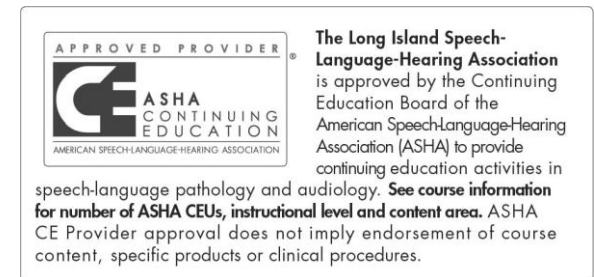 APPROVED PROVIDER
®
CE
ASHA
CONTINUING
EDUCATION
AMERICAN SPEECH-LANGUAGE-HEARING ASSOCIATION
The Long Island Speech-
Language-Hearing Association
is approved by the Continuing
Education Board of the
American Speech-Language-Hearing
Association (ASHA) to provide
continuing education activities in
speech-language pathology and audiology. See course information
for number of ASHA CEUs, instructional level and content area. ASHA
CE Provider approval does not imply endorsement of course
content, specific products or clinical procedures.